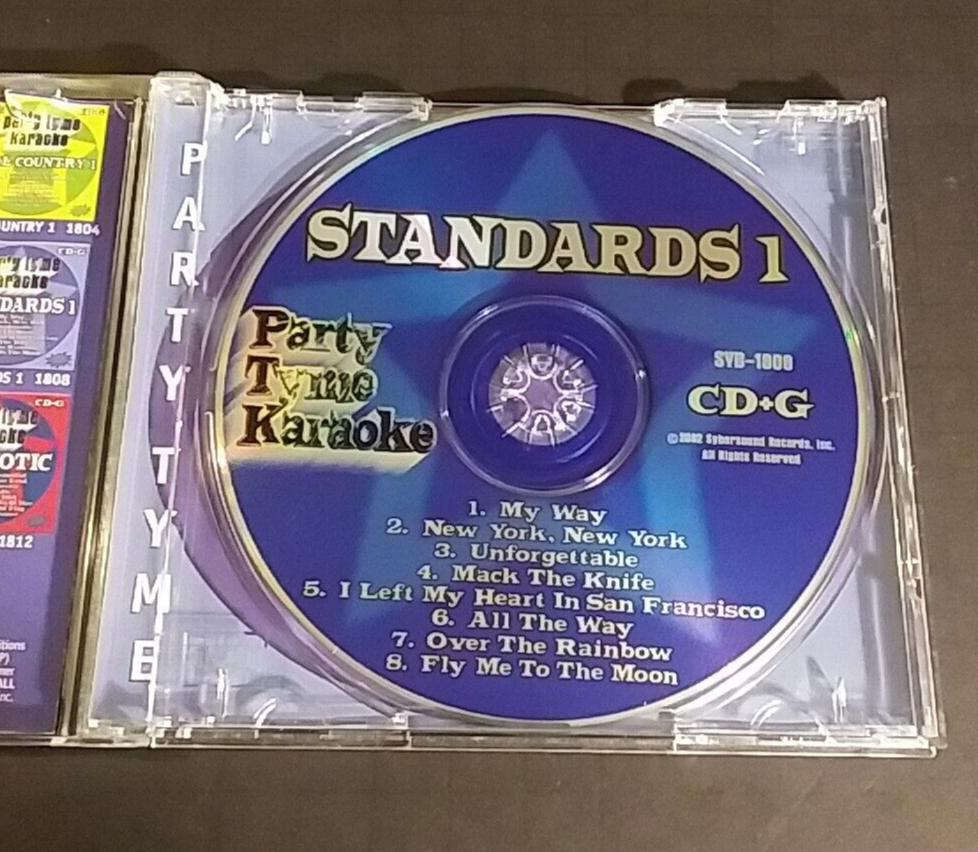 party tyme
karaoke
COUNTRY 1
COUNTRY 1 1804
CD-G
STANDARDS 1
1808
CD-G
1812
ALL
PARTY TYME
STANDARDS 1
Party
Tyme
Karaoke
CD+G
©2002 Sybersound Records, Inc.
All Rights Reserved
1. My Way
2. New York, New York
3. Unforgettable
4. Mack The Knife
5. I Left My Heart In San Francisco
6. All The Way
7. Over The Rainbow
8. Fly Me To The Moon